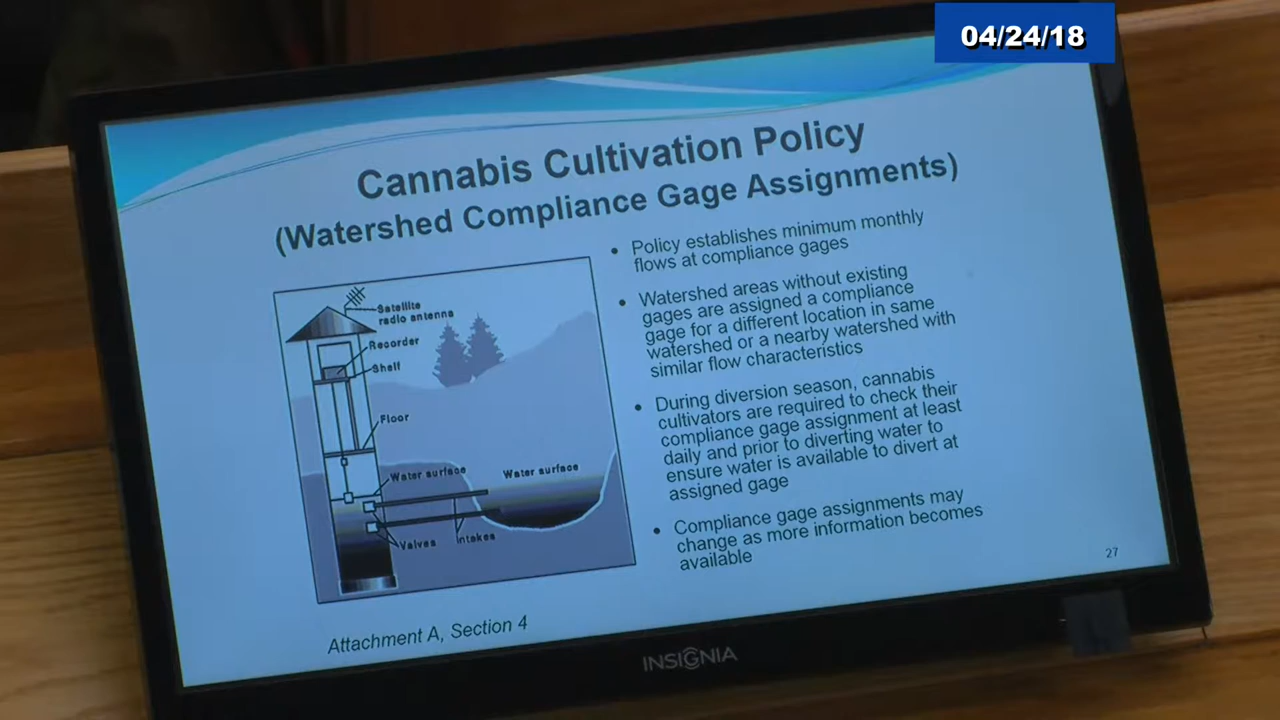 04/24/18
Cannabis Cultivation Policy
(Watershed Compliance Gage Assignments)
Satellite
radio antenna
Recorder
Shelf
Floor
Water surface
Water surface
Valves
Intakes
• Policy establishes minimum monthly
flows at compliance gages
• Watershed areas without existing
gages are assigned a compliance
gage for a different location in same
watershed or a nearby watershed with
similar flow characteristics
• During diversion season, cannabis
cultivators are required to check their
compliance gage assignment at least
daily and prior to diverting water to
ensure water is available to divert at
assigned gage
• Compliance gage assignments may
change as more information becomes
available
27
Attachment A, Section 4
INSIGNIA